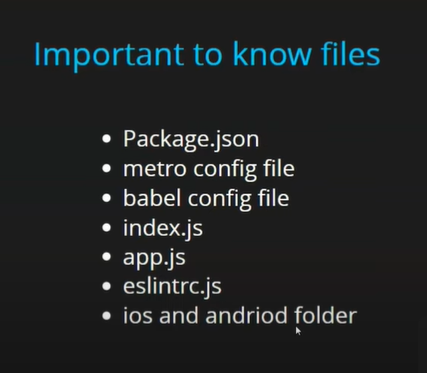 Important to know files
Package.json
metro config file
babel config file
index.js
app.js
eslintrc.js
ios and andriod folder